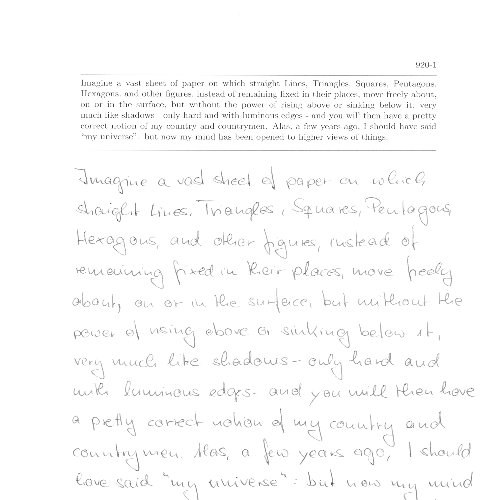 920-1
Imagine a vast sheet of paper on which straight Lines, Triangles, Squares, Pentagons,
Hexagons, and other figures, instead of remaining fixed in their places, move freely about,
on or in the surface, but without the power of rising above or sinking below it, very
much like shadows - only hard and with luminous edges - and you will then have a pretty
correct notion of my country and countrymen. Alas, a few years ago, I should have said
"my universe": but now my mind has been opened to higher views of things.
Imagine a vast sheet of paper on which
straight Lines, Triangles, Squares, Pentagons,
Hexagons, and other figures, instead of
remaining fixed in their places, move freely
about, on or in the surface, but without the
power of rising above or sinking below it,
very much like shadows - only hard and
with luminous edges - and you will then have
a pretty correct notion of my country and
countrymen. Alas, a few years ago, I should
have said "my universe": but now my mind